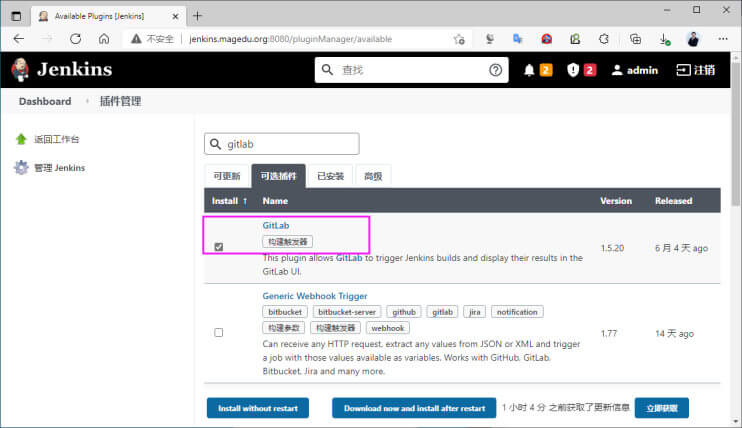 Available Plugins [Jenkins]
不安全 | jenkins.magedu.org:8080/pluginManager/available
Jenkins
查找
2
2
admin
注销
Dashboard
插件管理
返回工作台
管理 Jenkins
gitlab
可更新
可选插件
已安装
高级
Install ↑ Name Version Released
GitLab
构建触发器
1.5.20
6 月 4 天 ago
This plugin allows GitLab to trigger Jenkins builds and display their results in the
GitLab UI.
Generic Webhook Trigger
bitbucket bitbucket-server github gitlab jira notification
构建参数 构建触发器 webhook
1.77
14 天 ago
Can receive any HTTP request, extract any values from JSON or XML and trigger
a job with those values available as variables. Works with GitHub, GitLab,
Bitbucket, Jira and many more.
Install without restart
Download now and install after restart
1 小时 4 分 之前获取了更新信息
立即获取